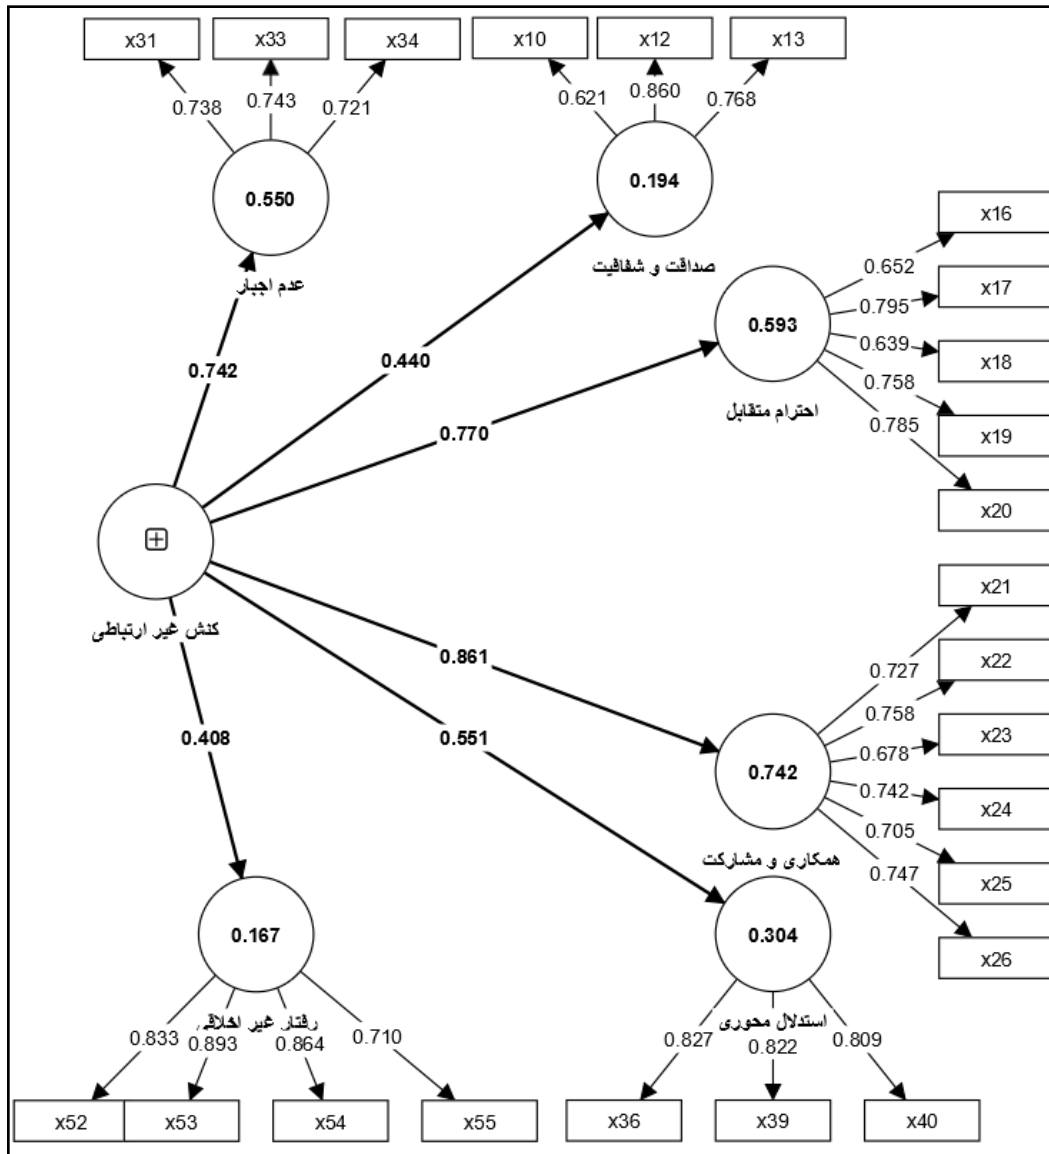 x31
x33
x34
x10
x12
x13
0.738
0.743
0.721
0.621
0.860
0.768
0.550
0.194
عدم اجبار
صداقت و شفافیت
x16
x17
x18
x19
x20
0.652
0.795
0.639
0.758
0.785
0.593
احترام متقابل
0.742
0.440
0.770
کنش غیر ارتباطی
0.861
0.551
0.408
x21
x22
x23
x24
x25
x26
0.727
0.758
0.678
0.742
0.705
0.747
0.742
همکاری و مشارکت
0.167
رفتار غیر اخلاقی
0.833
0.893
0.864
0.710
x52
x53
x54
x55
0.304
استدلال محوری
0.827
0.822
0.809
x36
x39
x40